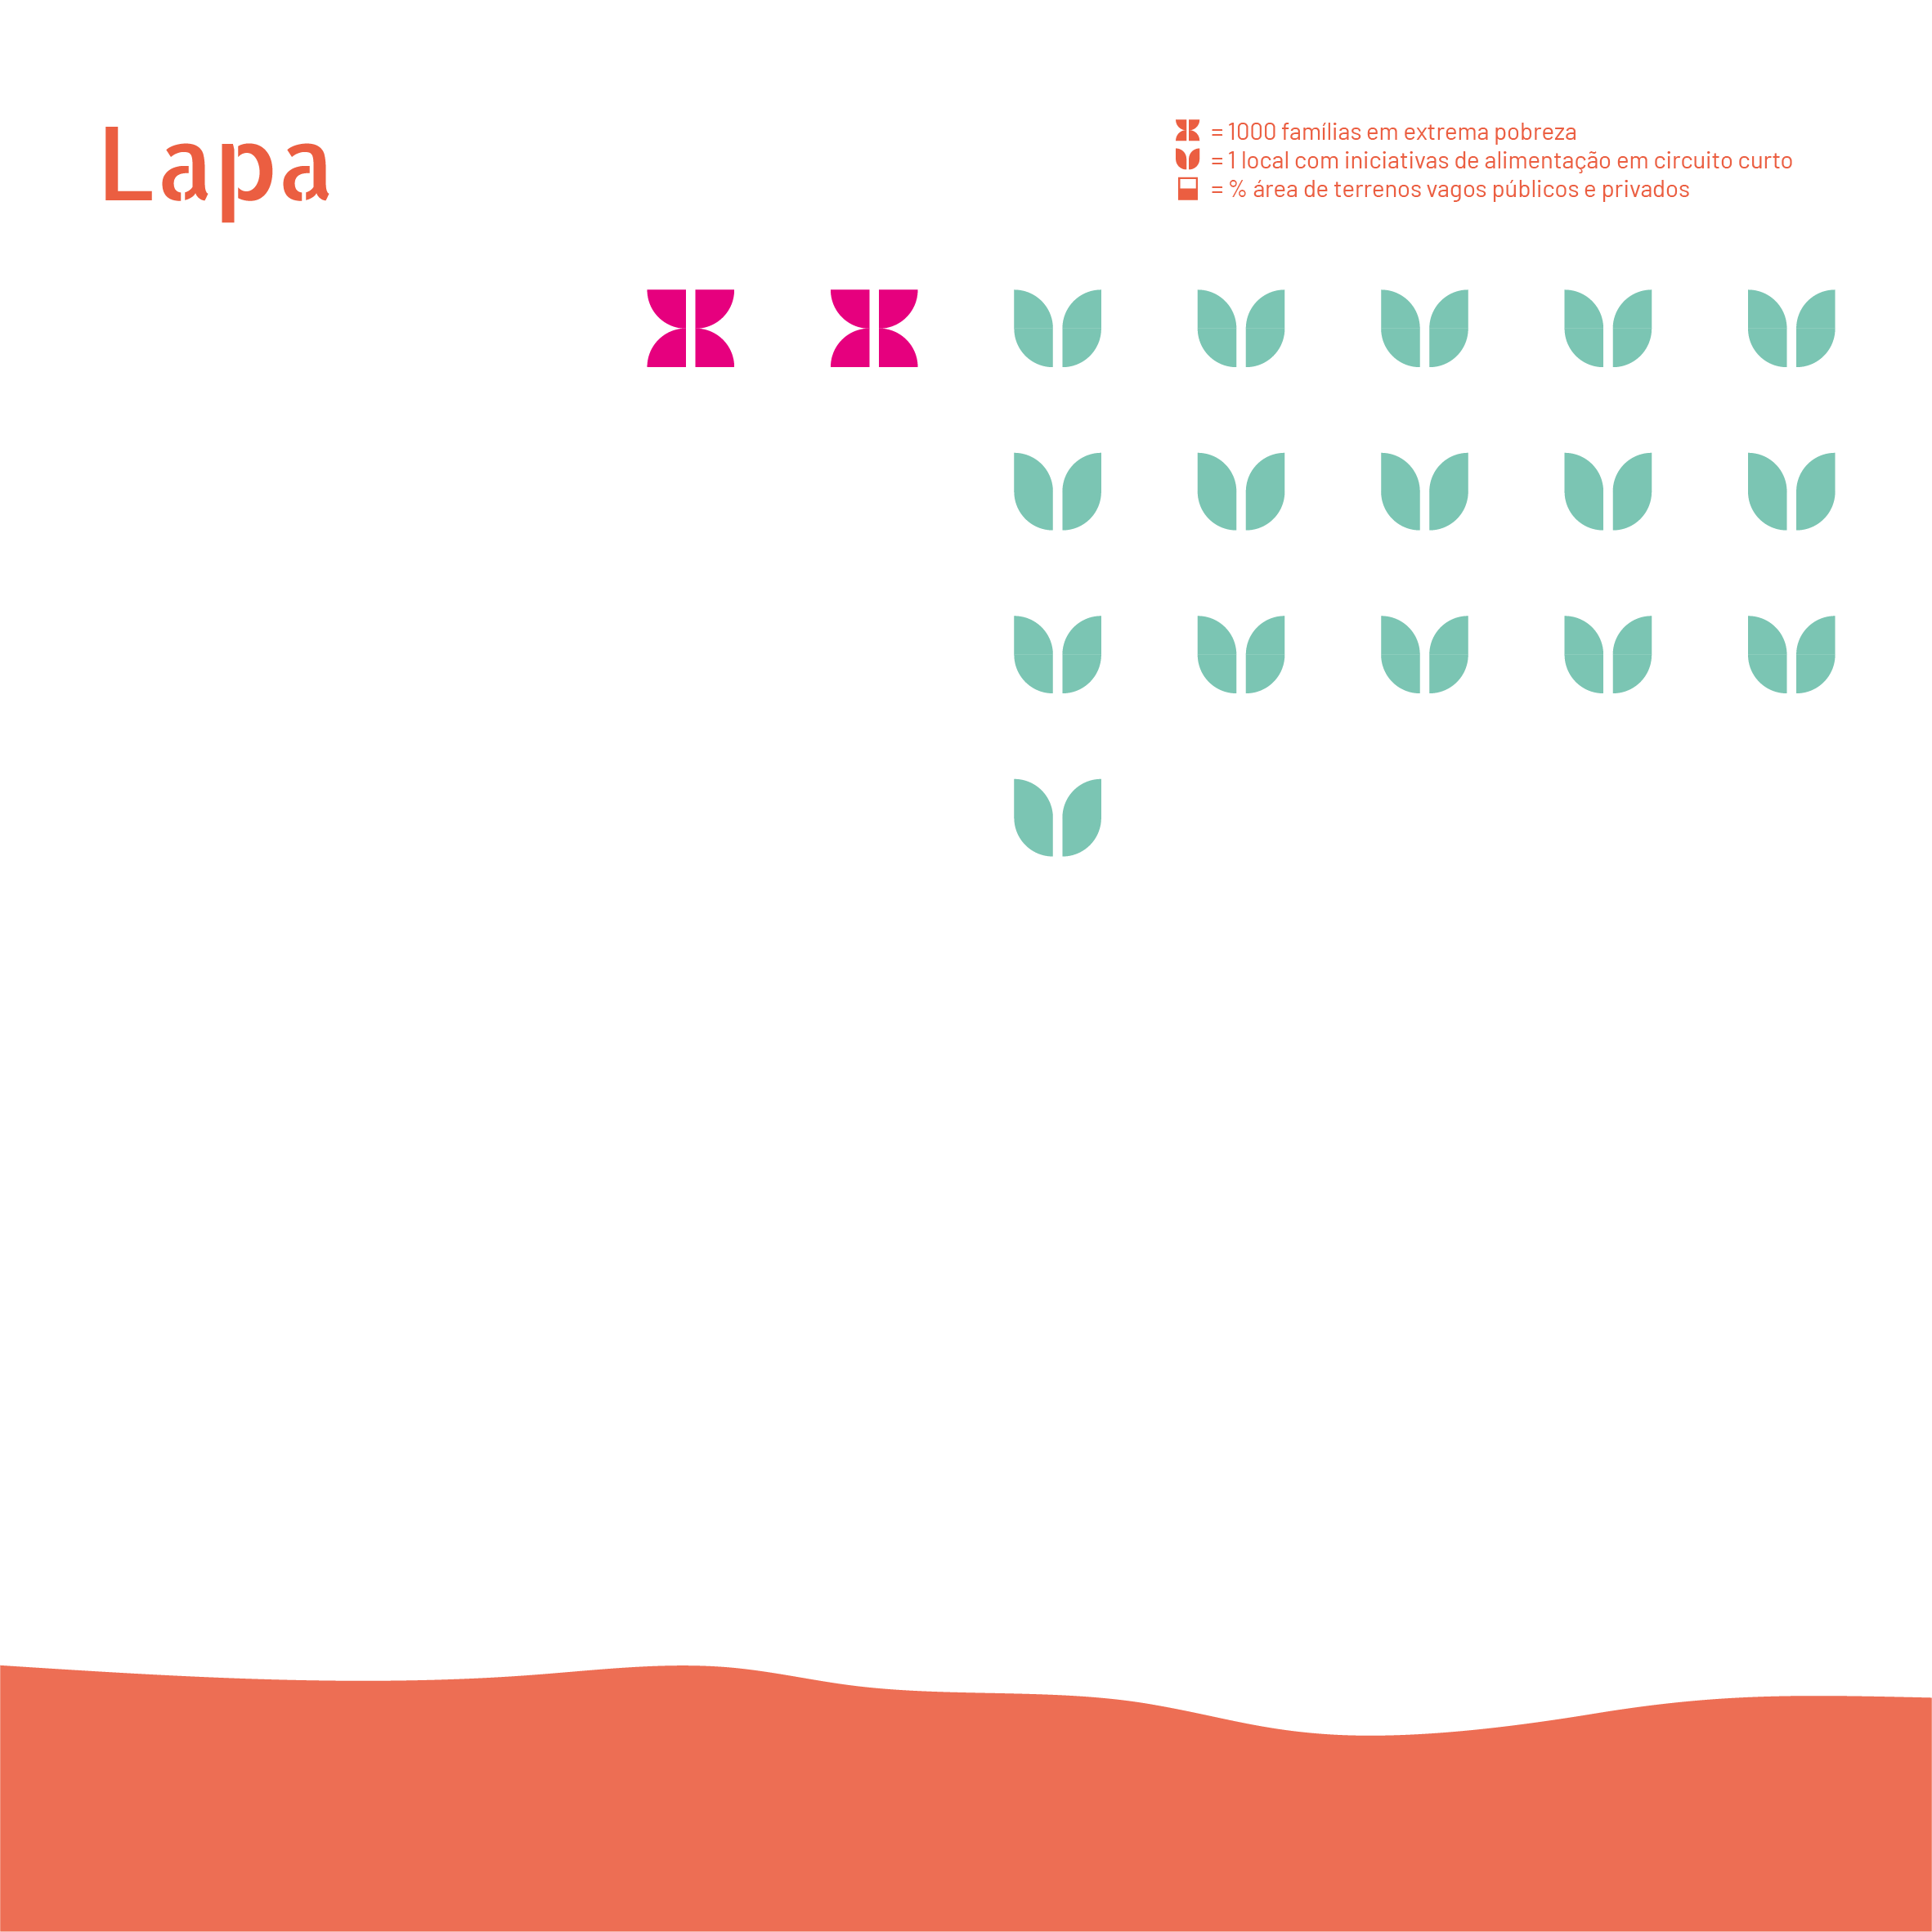 Lapa
= 1000 famílias em extrema pobreza
= 1 local com iniciativas de alimentação em circuito curto
= % área de terrenos vagos públicos e privados